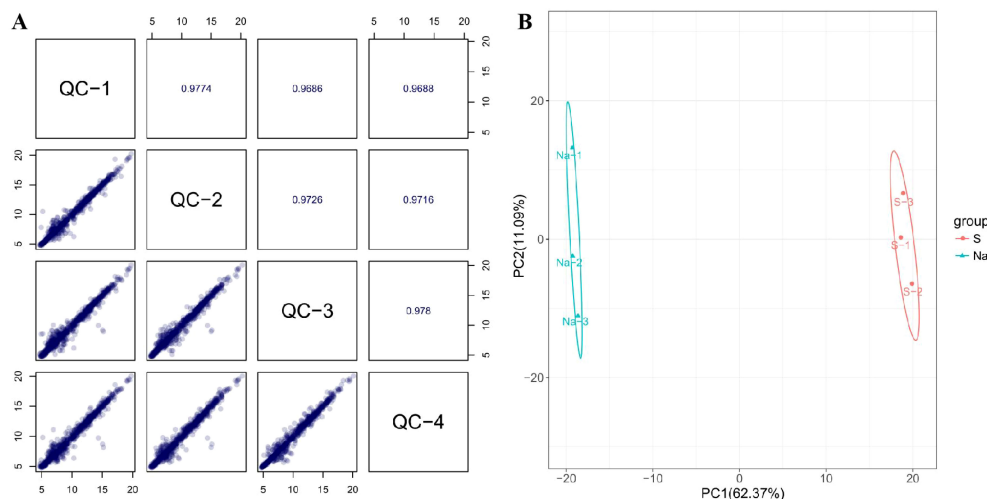 A
B
5 10 15 20
5 10 15 20
QC−1
0.9774
0.9686
0.9688
5 10 15 20
5 10 15 20
QC−2
0.9726
0.9716
QC−3
0.978
5 10 15 20
5 10 15 20
QC−4
5 10 15 20
5 10 15 20
5 10 15 20
PC2(11.09%)
20
0
−20
Na−1
Na−2
Na−3
S−3
S−1
S−2
group
S
Na
−20 −10 0 10 20
PC1(62.37%)